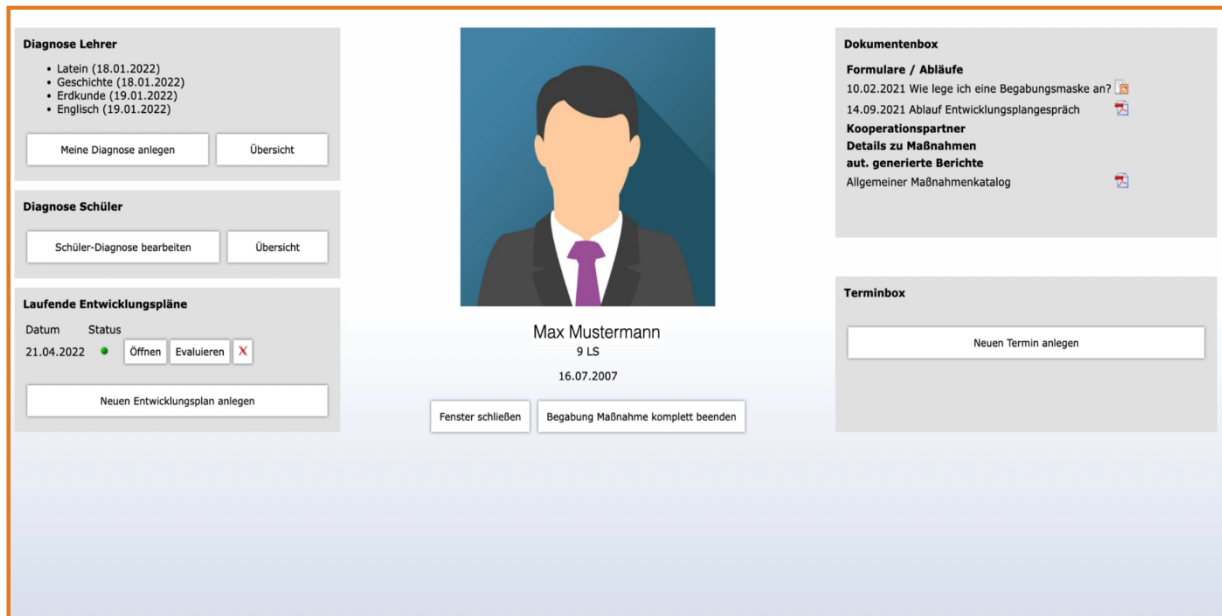 Diagnose Lehrer
• Latein (18.01.2022)
• Geschichte (18.01.2022)
• Erdkunde (19.01.2022)
• Englisch (19.01.2022)
Meine Diagnose anlegen Übersicht
Diagnose Schüler
Schüler-Diagnose bearbeiten Übersicht
Laufende Entwicklungspläne
Datum Status
21.04.2022 Öffnen Evaluieren X
Neuen Entwicklungsplan anlegen
Max Mustermann
9 LS
16.07.2007
Fenster schließen Begabung Maßnahme komplett beenden
Dokumentenbox
Formulare / Abläufe
10.02.2021 Wie lege ich eine Begabungsmaske an?
14.09.2021 Ablauf Entwicklungsplangespräch
Kooperationspartner
Details zu Maßnahmen
aut. generierte Berichte
Allgemeiner Maßnahmenkatalog
Terminbox
Neuen Termin anlegen